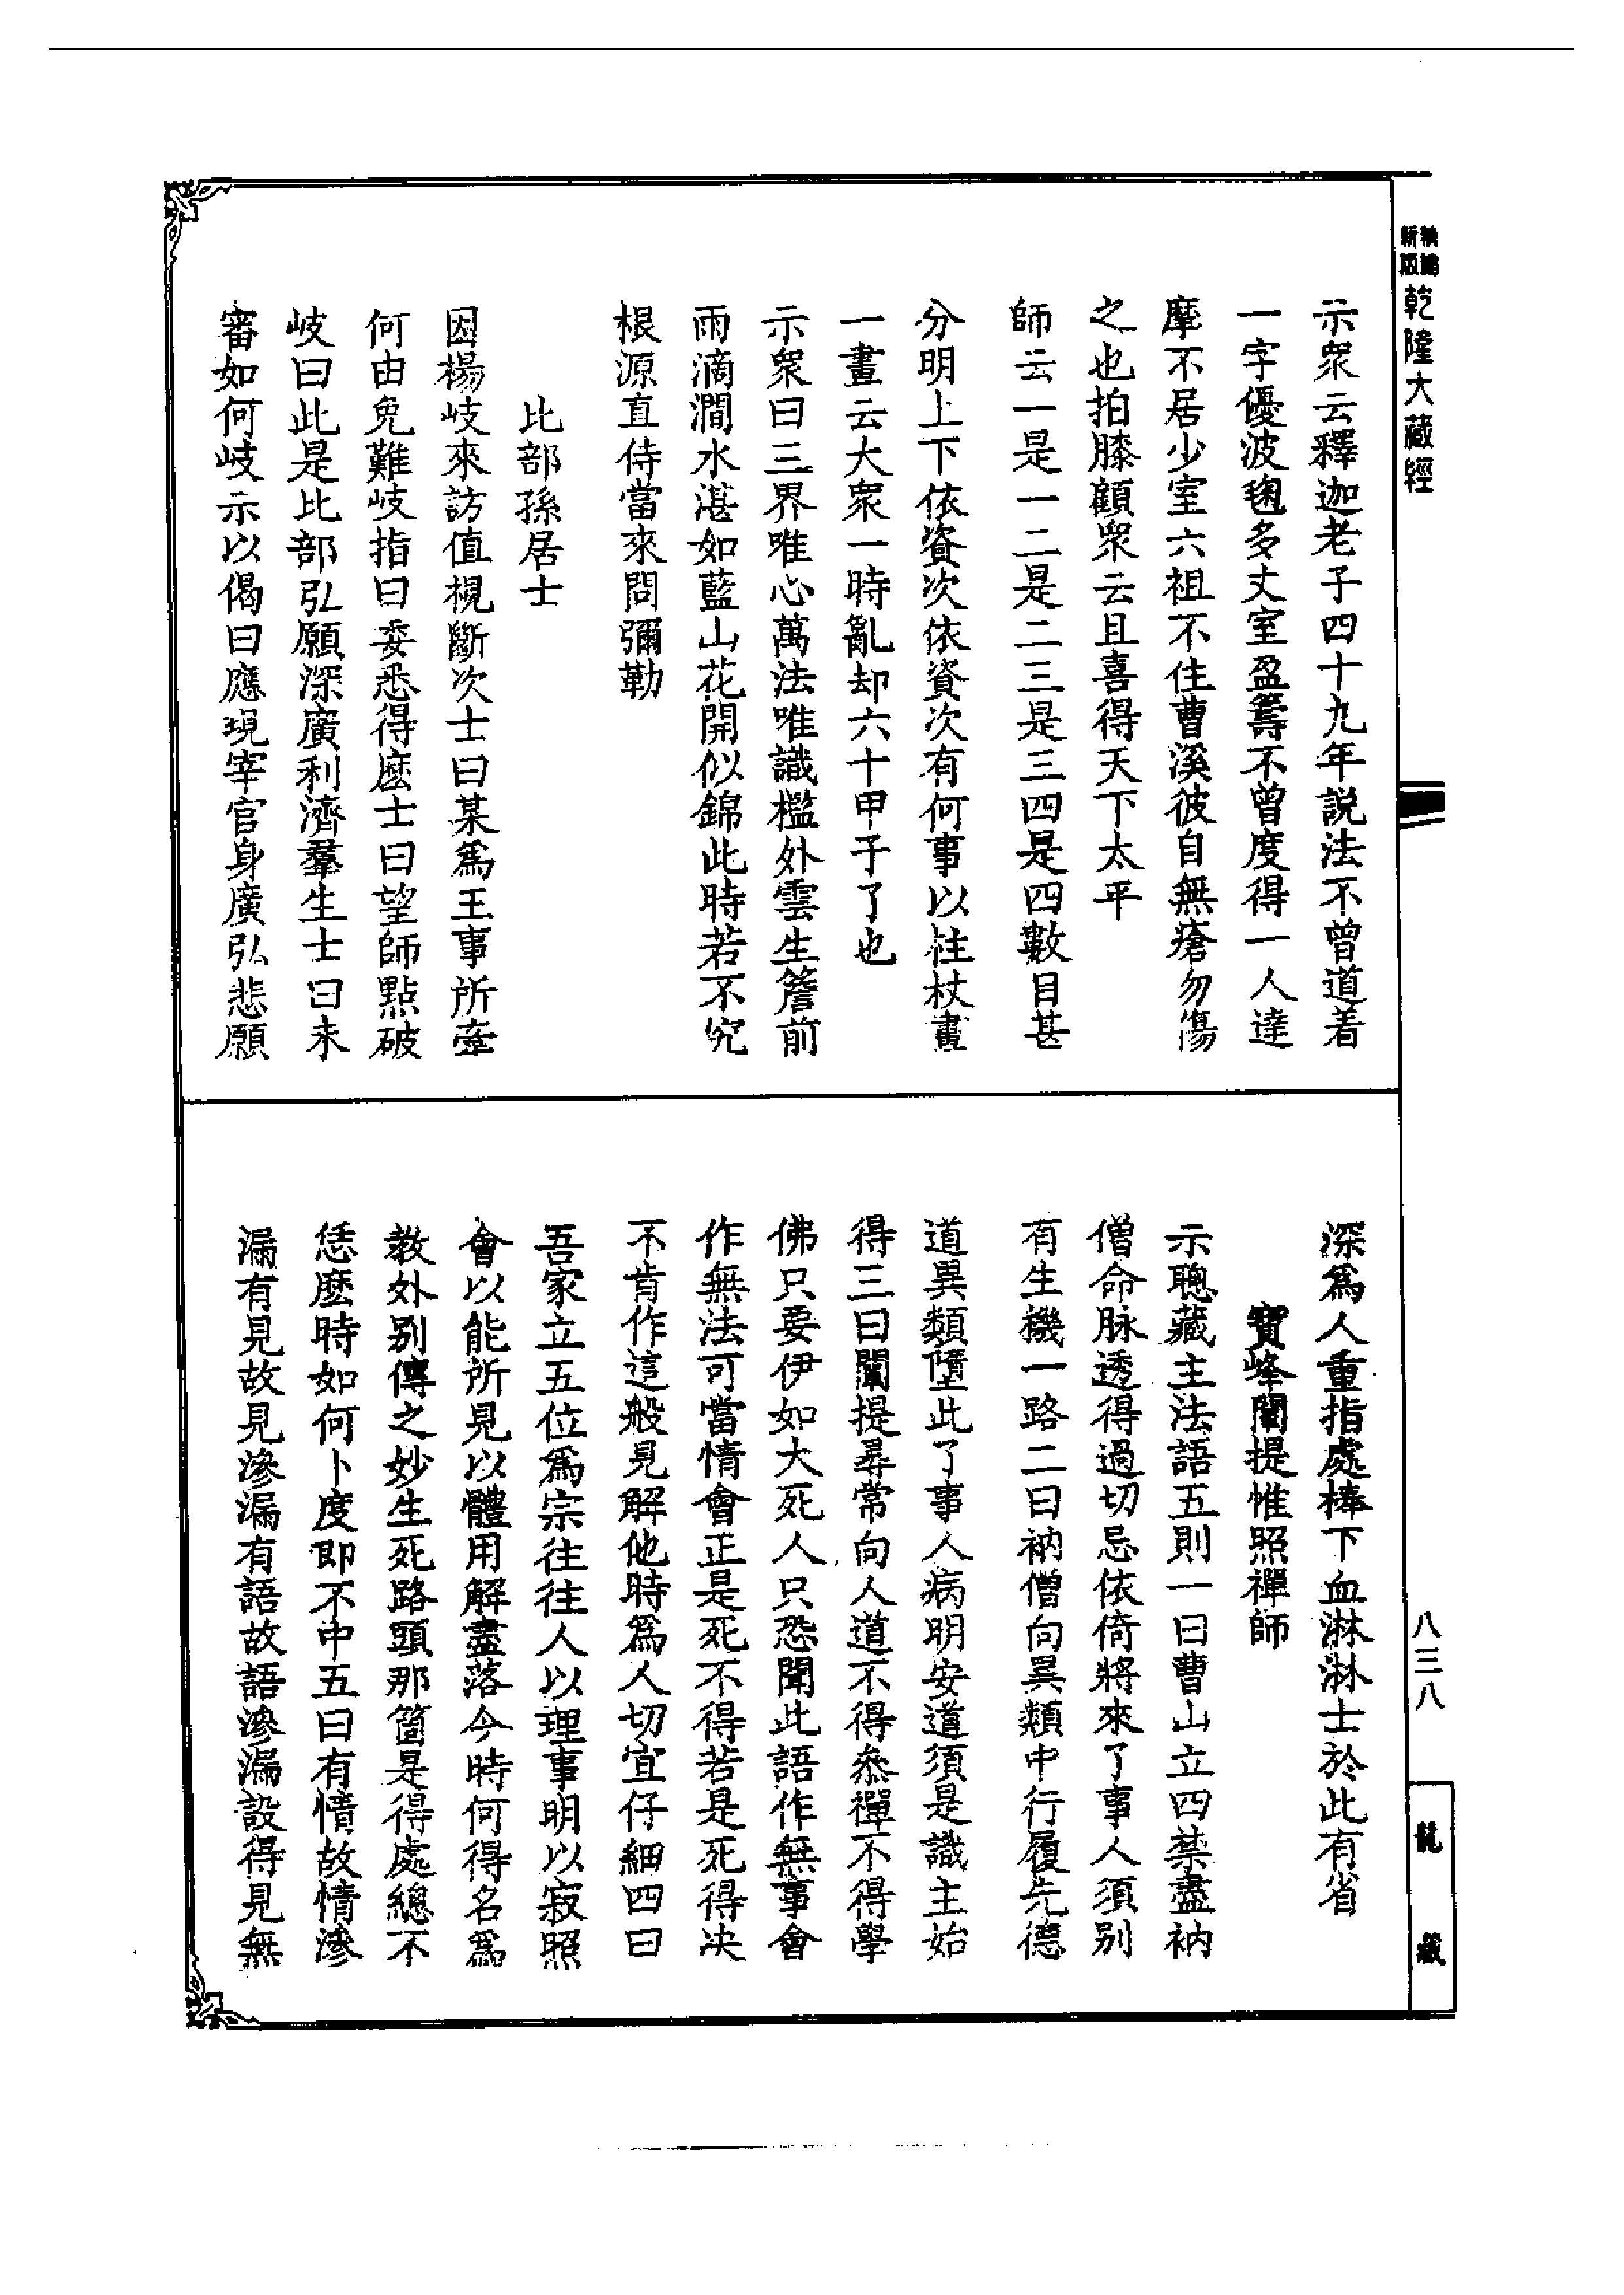 乾隆大藏經
示衆云釋迦老子四十九年説法不曾道着
一字優波毱多丈室盈籌不曾度得一人達
摩不居少室六祖不住曹溪彼自無瘡勿傷
之也拍膝顧衆云且喜得天下太平
師云一是一二是二三是三四是四數目甚
分明上下依資次依資次有何事以拄杖畫
一畫云大衆一時亂却六十甲子了也
示衆曰三界唯心萬法唯識檻外雲生簷前
雨滴澗水湛如藍山花開似錦此時若不究
根源直侍當來問彌勒
比部孫居士
因楊岐來訪值視斷次士曰某爲王事所牽
何由免難岐指曰委悉得麽士曰望師點破
岐曰此是比部弘願深廣利濟羣生士曰未
審如何岐示以偈曰應現宰官身廣弘悲願
深爲人重指處棒下血淋淋士於此有省
寶峰闡提惟照禪師
示聰藏主法語五則一曰曹山立四禁盡衲
僧命脉透得過切忌依倚將來了事人須别
有生機一路二曰衲僧向異類中行履先德
道異類墮此了事人病明安道須是識主始
得三曰闡提尋常向人道不得叅禪不得學
佛只要伊如大死人只恐聞此語作無事會
作無法可當情會正是死不得若是死得决
不肯作這般見解他時爲人切宜仔細四曰
吾家立五位爲宗往往人以理事明以寂照
會以能所見以體用解盡落今時何得名爲
教外别傳之妙生死路頭那箇是得處總不
恁麽時如何卜度即不中五曰有情故情滲
漏有見故見滲漏有語故語滲漏設得見無
八三八
龍藏